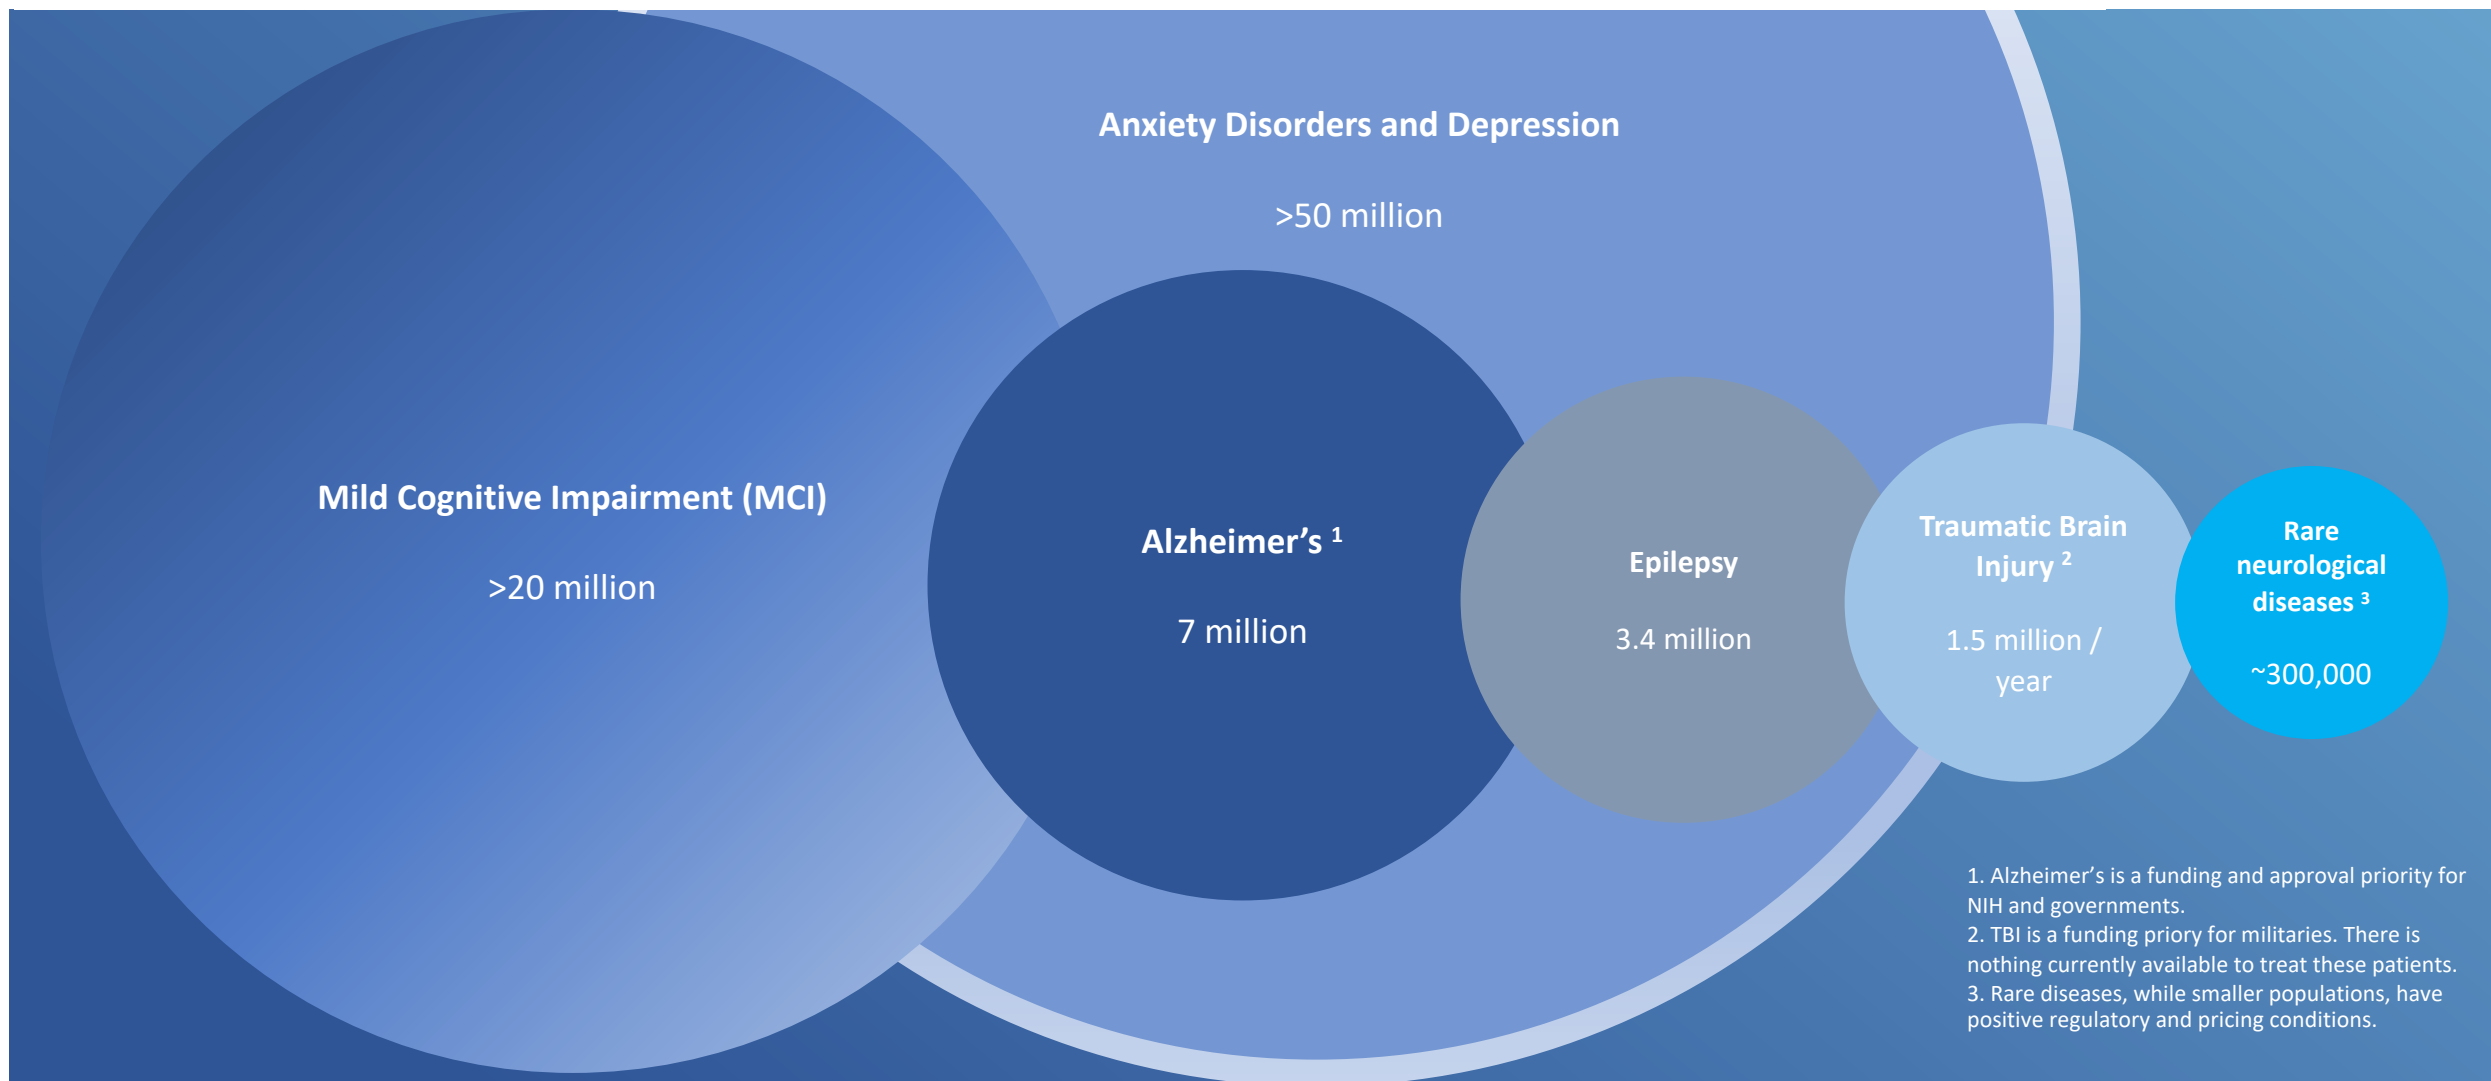 Anxiety Disorders and Depression
>50 million
Mild Cognitive Impairment (MCI)
>20 million
Alzheimer’s ¹
7 million
Epilepsy
3.4 million
Traumatic Brain
Injury ²
1.5 million /
year
Rare
neurological
diseases ³
~300,000
1. Alzheimer’s is a funding and approval priority for
NIH and governments.
2. TBI is a funding priory for militaries. There is
nothing currently available to treat these patients.
3. Rare diseases, while smaller populations, have
positive regulatory and pricing conditions.